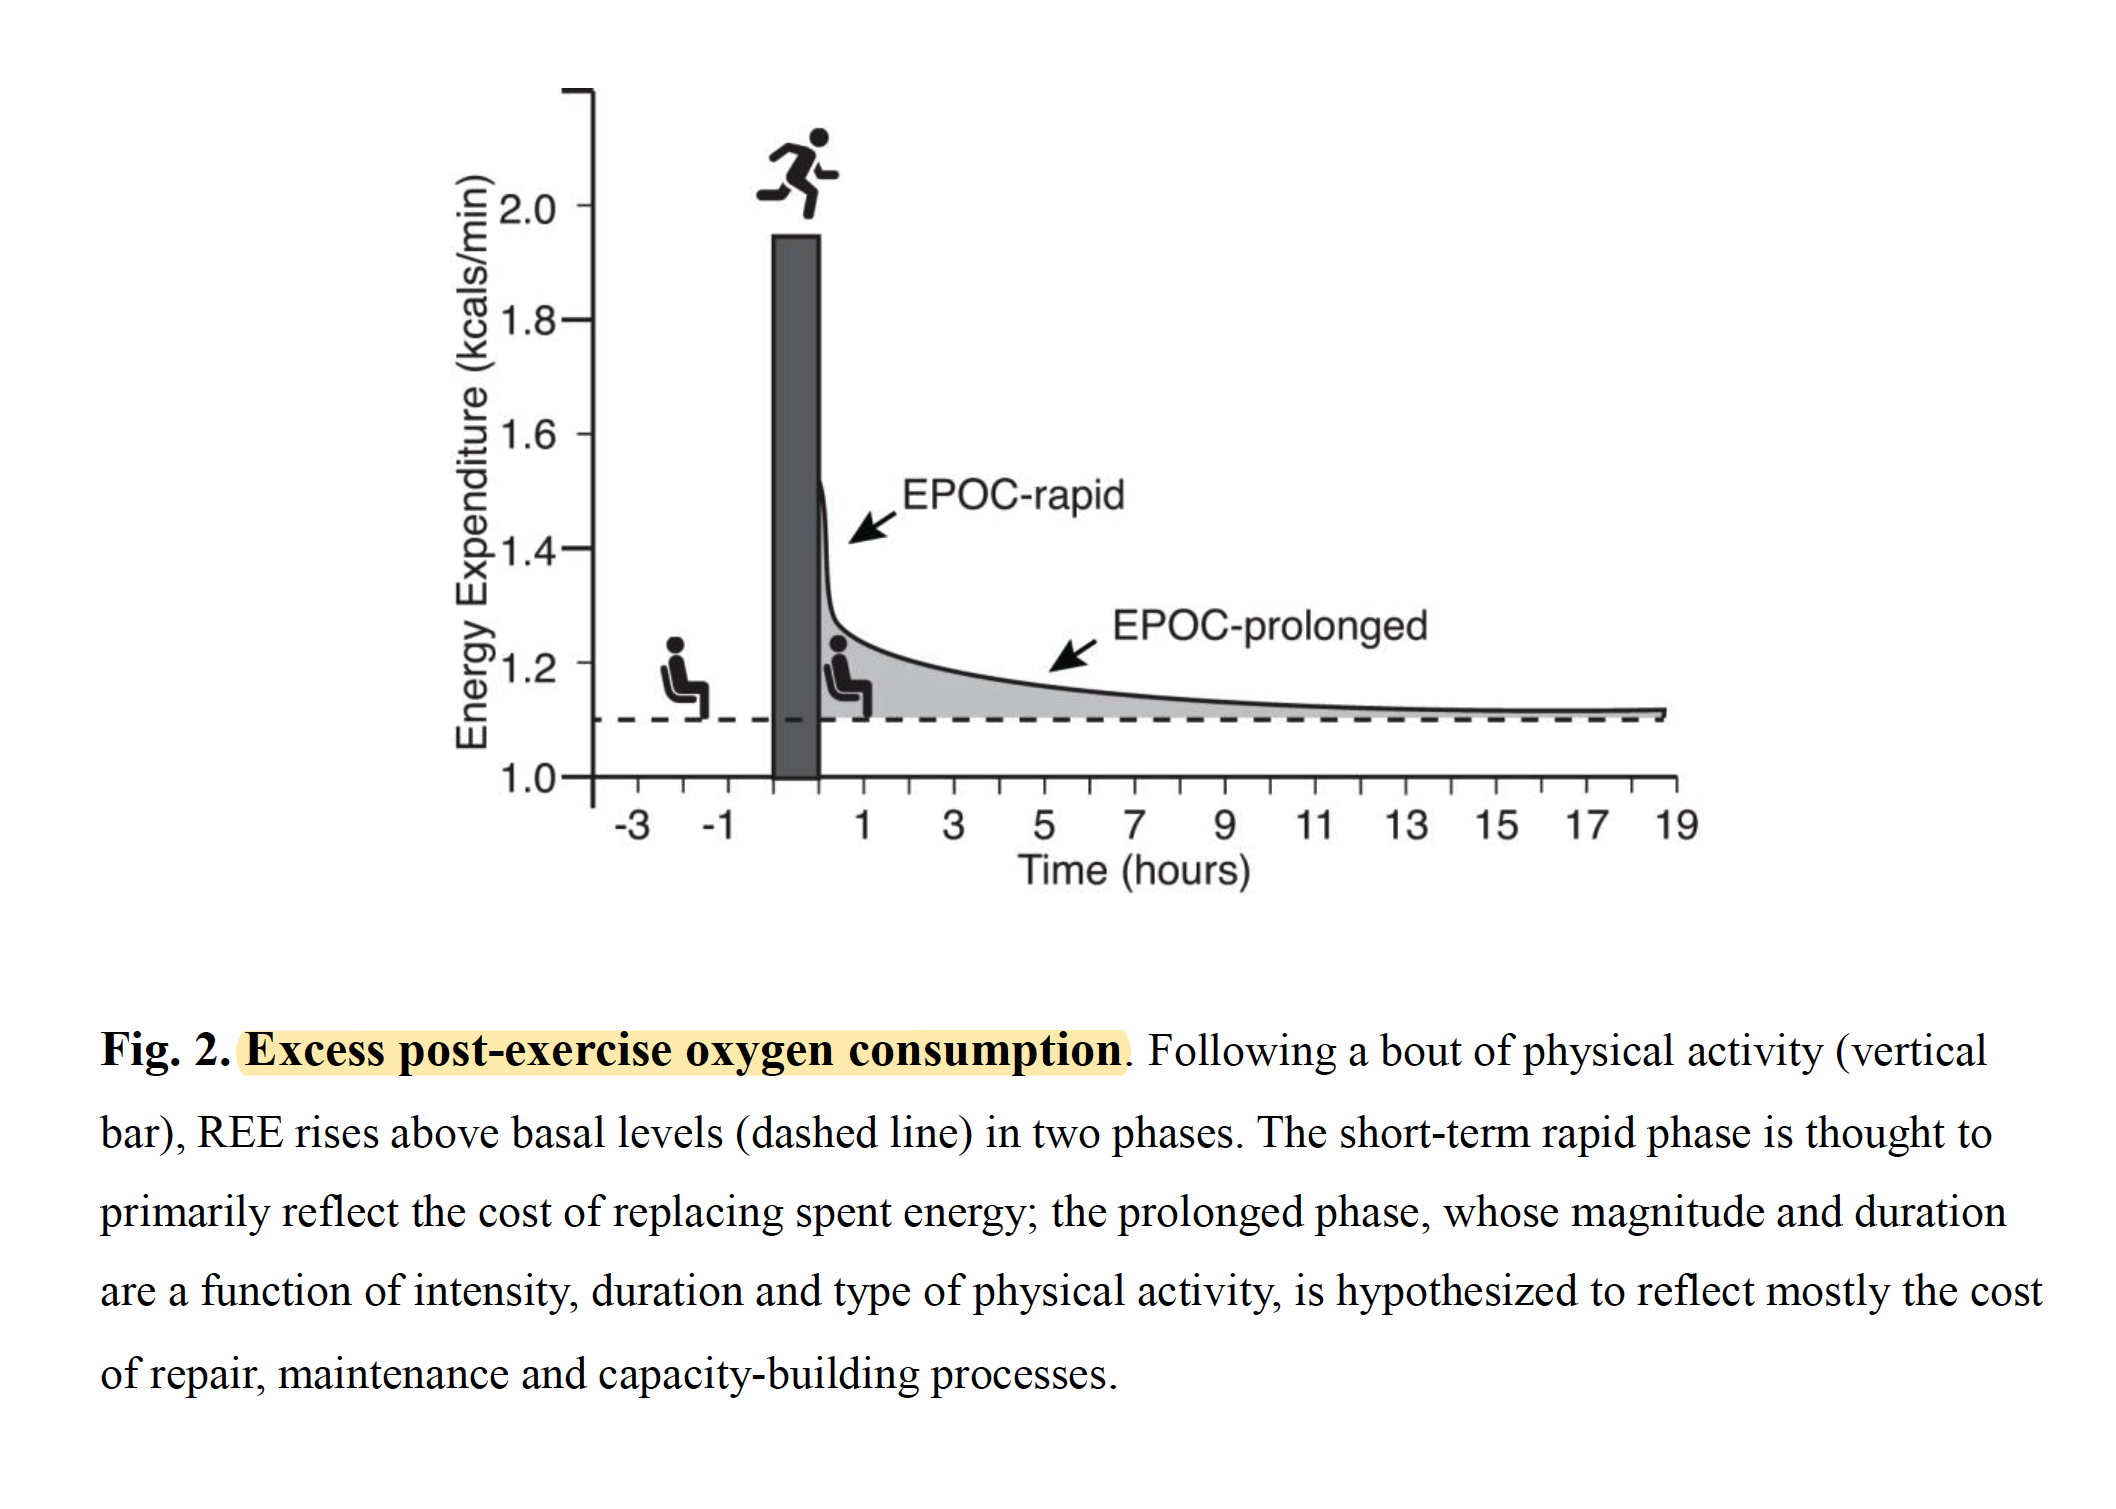 Energy Expenditure (kcals/min)
2.0
1.8
1.6
1.4
1.2
1.0
EPOC-rapid
EPOC-prolonged
-3 -1 1 3 5 7 9 11 13 15 17 19
Time (hours)
Fig. 2. Excess post-exercise oxygen consumption. Following a bout of physical activity (vertical
bar), REE rises above basal levels (dashed line) in two phases. The short-term rapid phase is thought to
primarily reflect the cost of replacing spent energy; the prolonged phase, whose magnitude and duration
are a function of intensity, duration and type of physical activity, is hypothesized to reflect mostly the cost
of repair, maintenance and capacity-building processes.